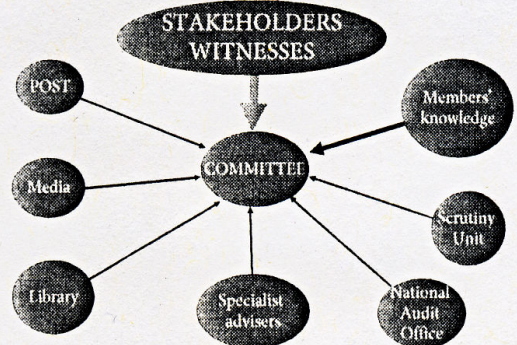 STAKEHOLDERS
WITNESSES
POST
Members'
knowledge
COMMITTEE
Media
Scrutiny
Unit
Library
Specialist
advisers
National
Audit
Office